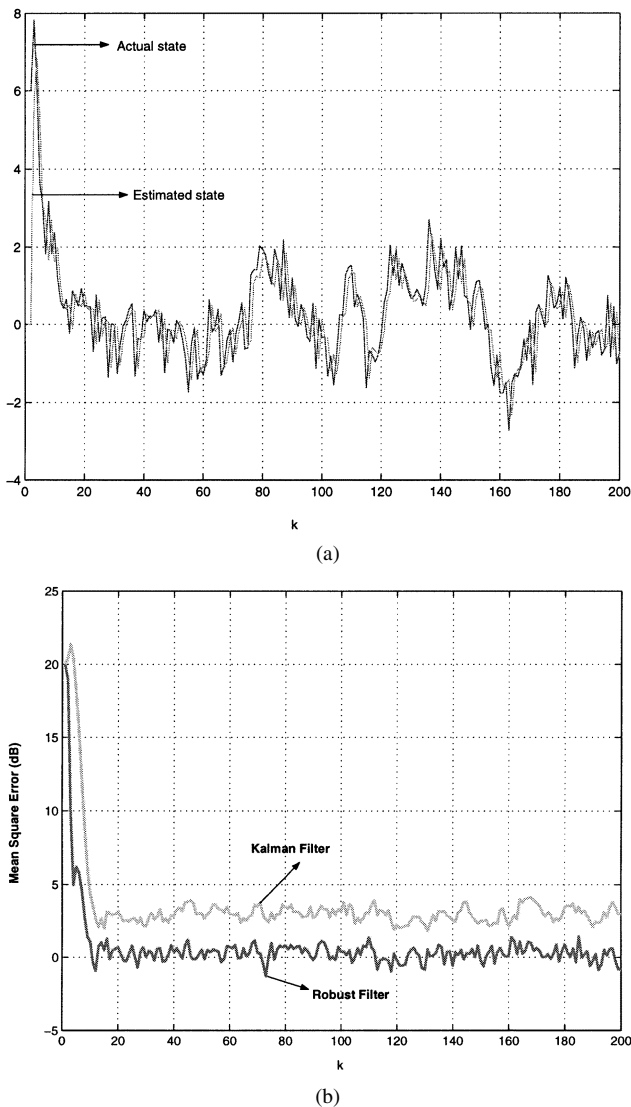 8
6
4
2
0
−2
−4
Actual state
Estimated state
0 20 40 60 80 100 120 140 160 180 200
k
(a)
25
20
15
10
5
0
−5
Mean Square Error (dB)
Kalman Filter
Robust Filter
0 20 40 60 80 100 120 140 160 180 200
k
(b)